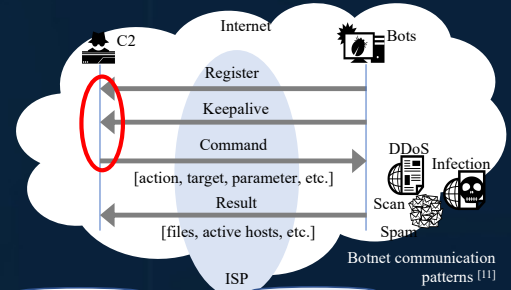 Internet
C2
Bots
Register
Keepalive
Command
[action, target, parameter, etc.]
DDoS
Infection
Result
Scan
[files, active hosts, etc.]
Spam
Botnet communication
patterns [11]
ISP